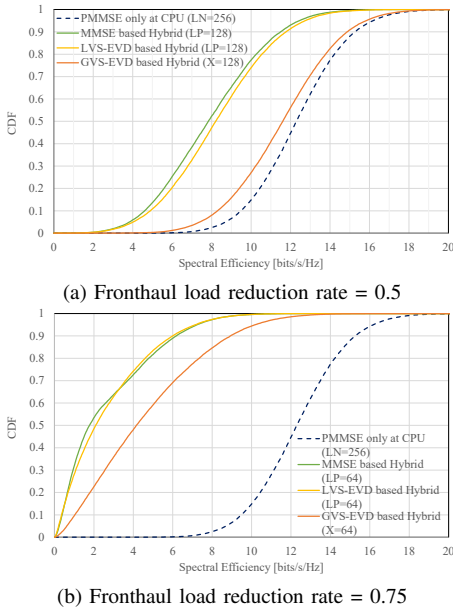 1
0.9
0.8
0.7
0.6
0.5
0.4
0.3
0.2
0.1
0
CDF
PMMSE only at CPU (LN=256)
MMSE based Hybrid (LP=128)
LVS-EVD based Hybrid (LP=128)
GVS-EVD based Hybrid (X=128)
0 2 4 6 8 10 12 14 16 18 20
Spectral Efficiency [bits/s/Hz]
(a) Fronthaul load reduction rate = 0.5
1
0.9
0.8
0.7
0.6
0.5
0.4
0.3
0.2
0.1
0
CDF
PMMSE only at CPU
(LN=256)
MMSE based Hybrid
(LP=64)
LVS-EVD based Hybrid
(LP=64)
GVS-EVD based Hybrid
(X=64)
0 2 4 6 8 10 12 14 16 18 20
Spectral Efficiency [bits/s/Hz]
(b) Fronthaul load reduction rate = 0.75